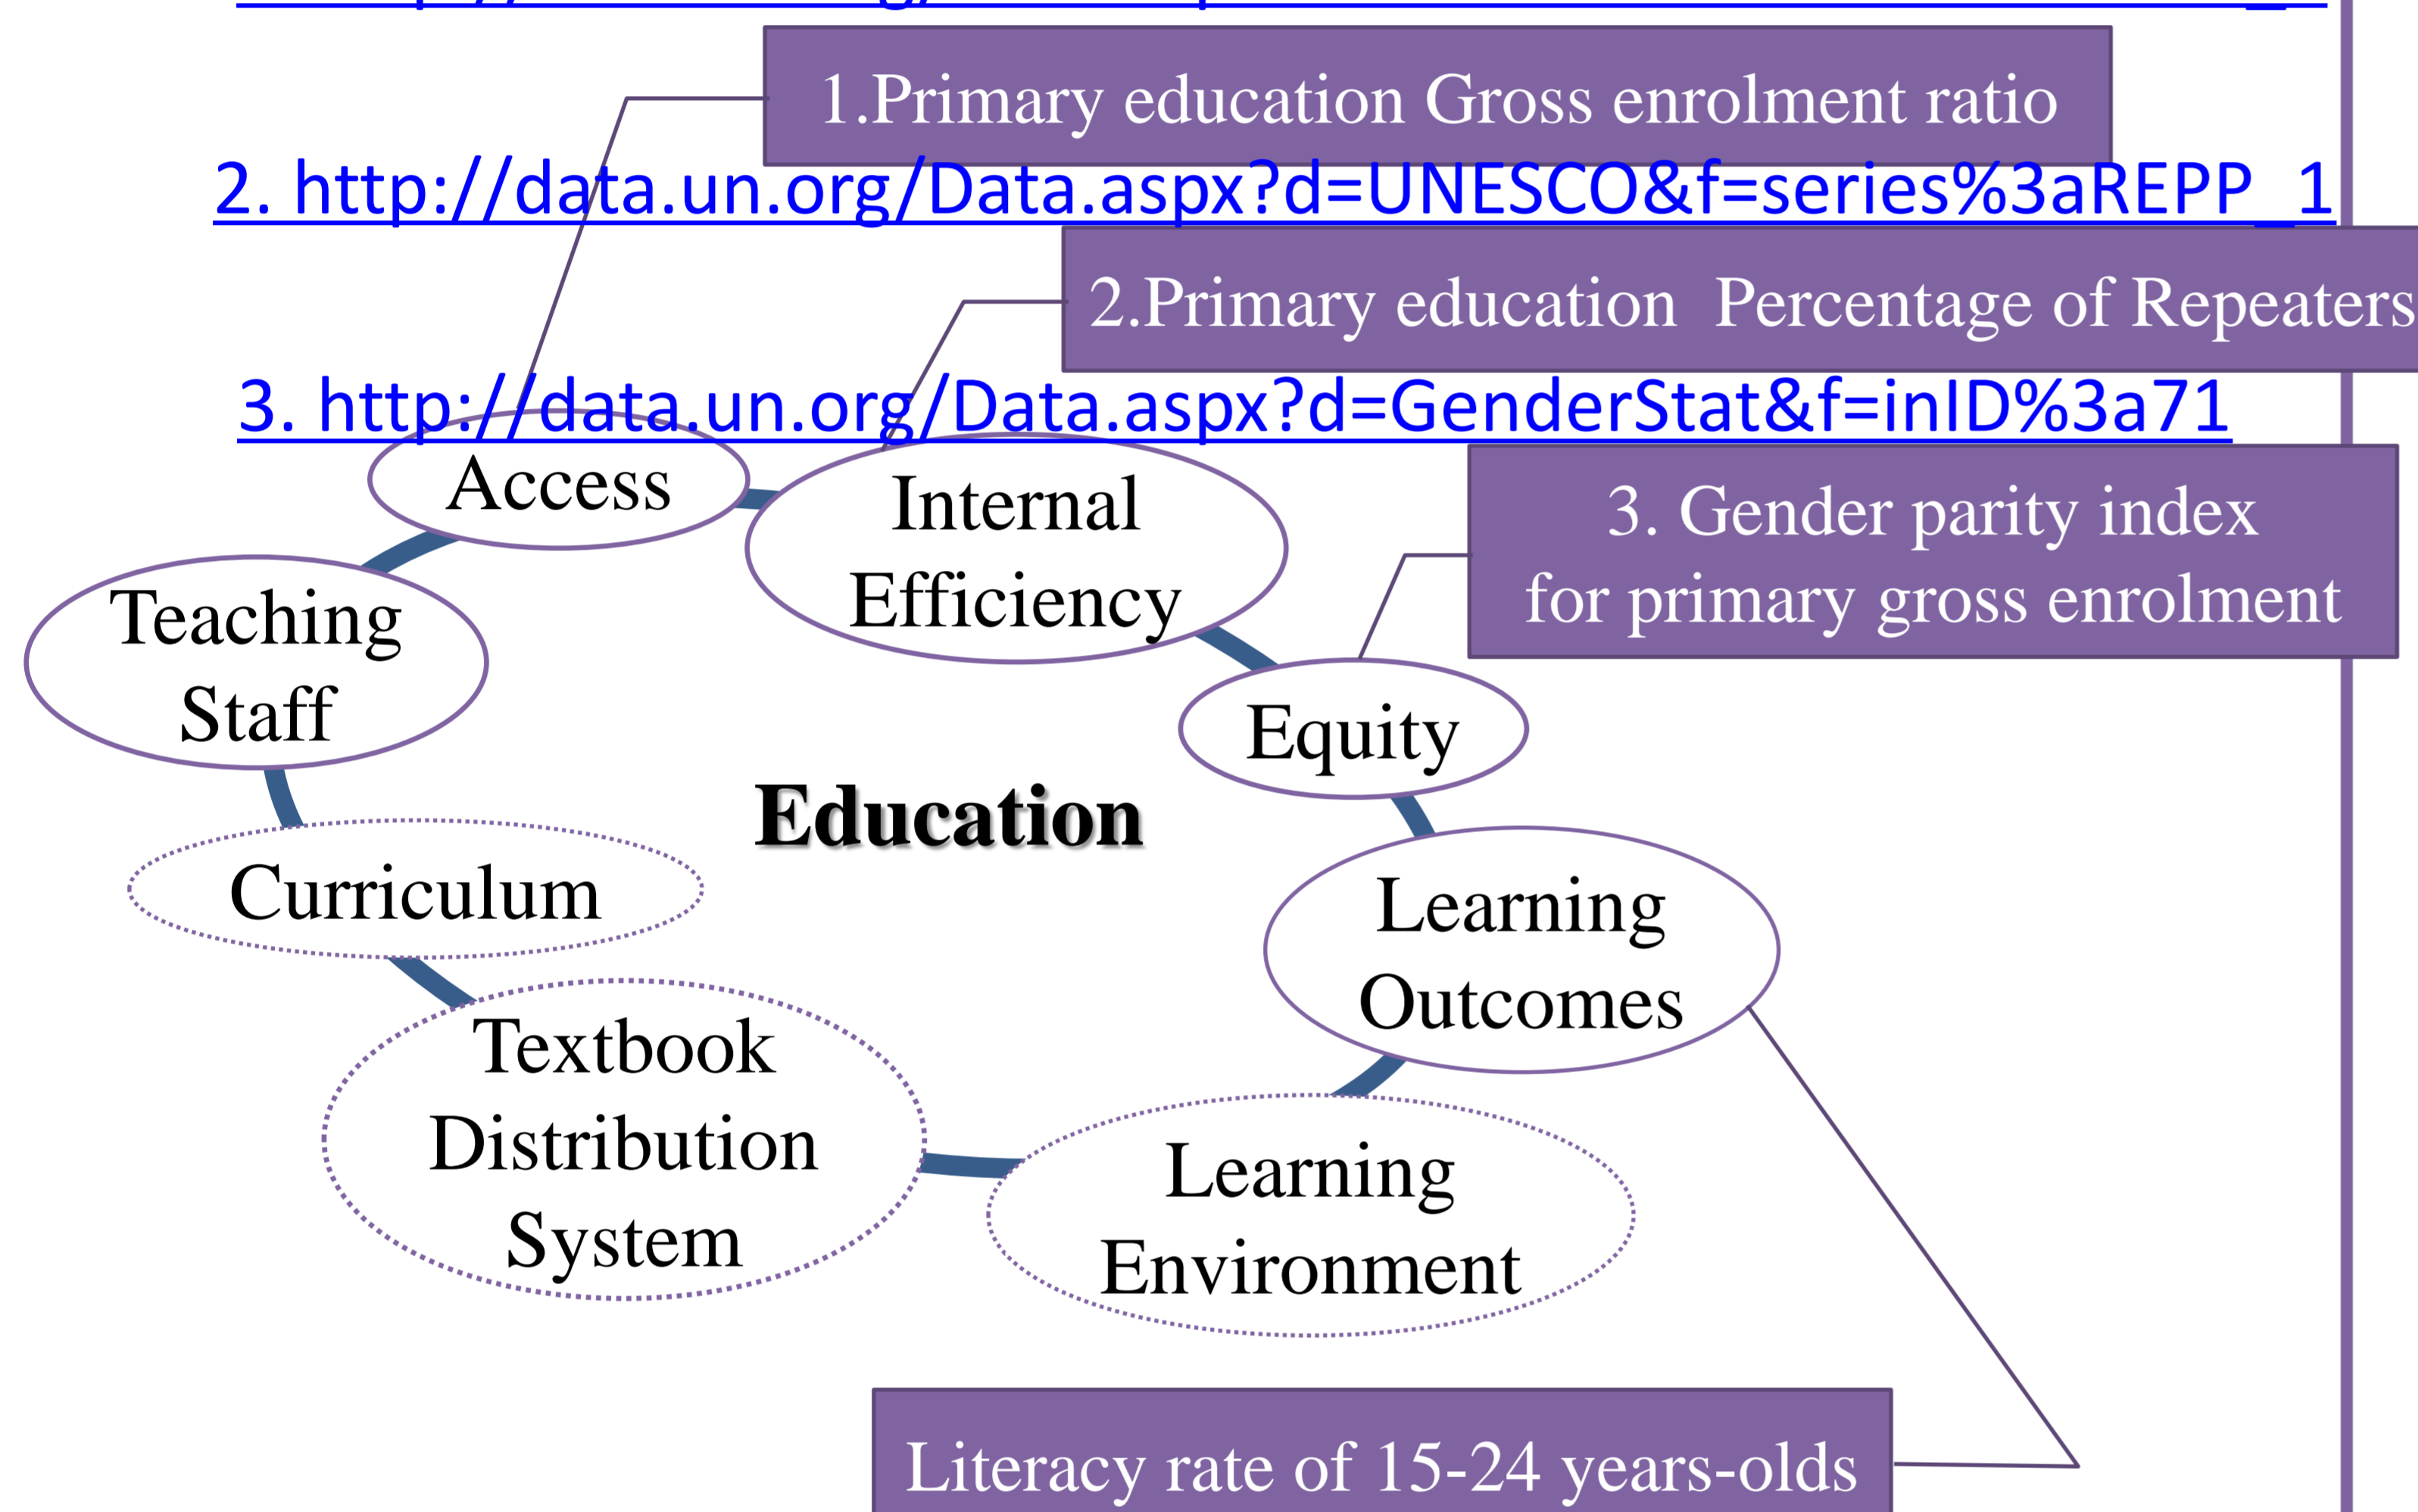 1.Primary education Gross enrolment ratio
2. http://data.un.org/Data.aspx?d=UNESCO&f=series%3aREPP_1
2.Primary education Percentage of Repeaters
3. http://data.un.org/Data.aspx?d=GenderStat&f=inID%3a71
Access
Internal
Efficiency
3. Gender parity index
for primary gross enrolment
Teaching
Staff
Equity
Education
Curriculum
Learning
Outcomes
Textbook
Distribution
System
Learning
Environment
Literacy rate of 15-24 years-olds